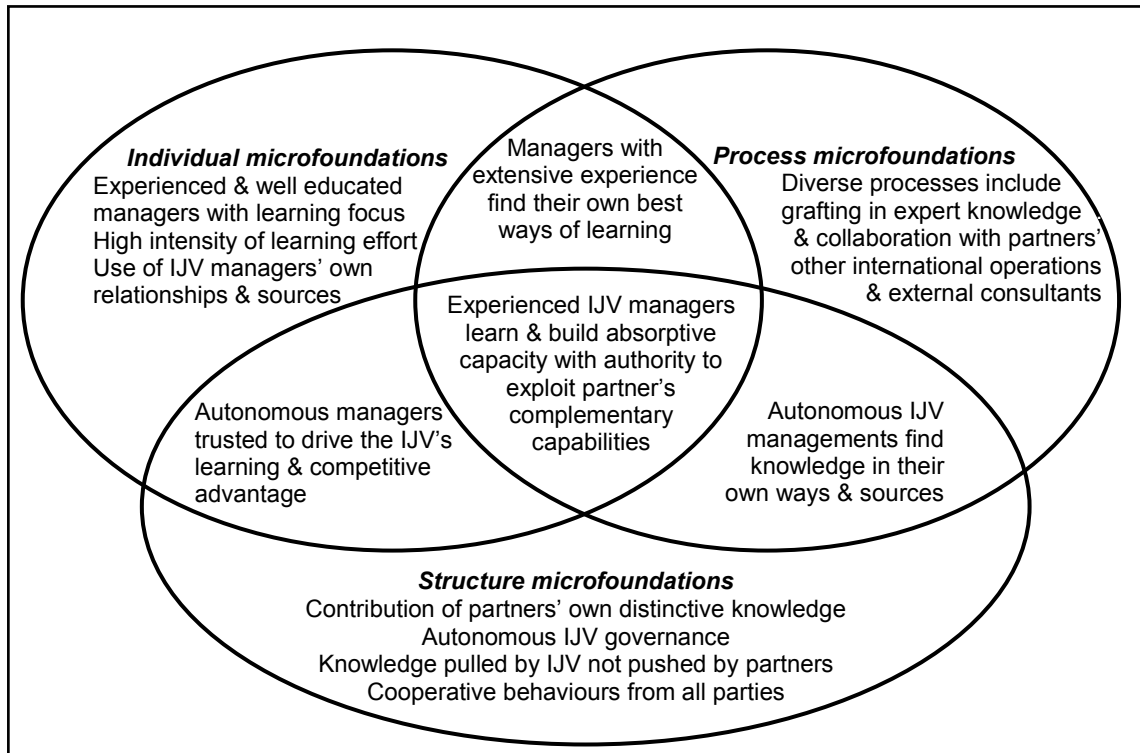 Individual microfoundations
Experienced & well educated
managers with learning focus
High intensity of learning effort
Use of IJV managers' own
relationships & sources
Managers with
extensive experience
find their own best
ways of learning
Process microfoundations
Diverse processes include
grafting in expert knowledge
& collaboration with partners'
other international operations
& external consultants
Experienced IJV managers
learn & build absorptive
capacity with authority to
exploit partner's
complementary
capabilities
Autonomous managers
trusted to drive the IJV's
learning & competitive
advantage
Autonomous IJV
managements find
knowledge in their
own ways & sources
Structure microfoundations
Contribution of partners' own distinctive knowledge
Autonomous IJV governance
Knowledge pulled by IJV not pushed by partners
Cooperative behaviours from all parties